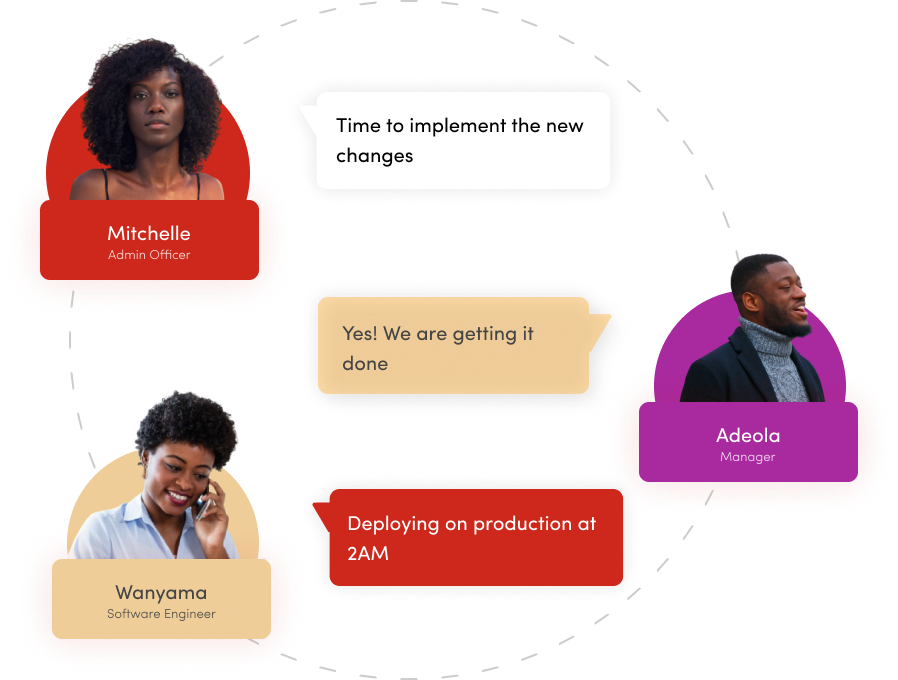 Time to implement the new
changes
Mitchelle
Admin Officer
Yes! We are getting it
done
Adeola
Manager
Deploying on production at
2AM
Wanyama
Software Engineer